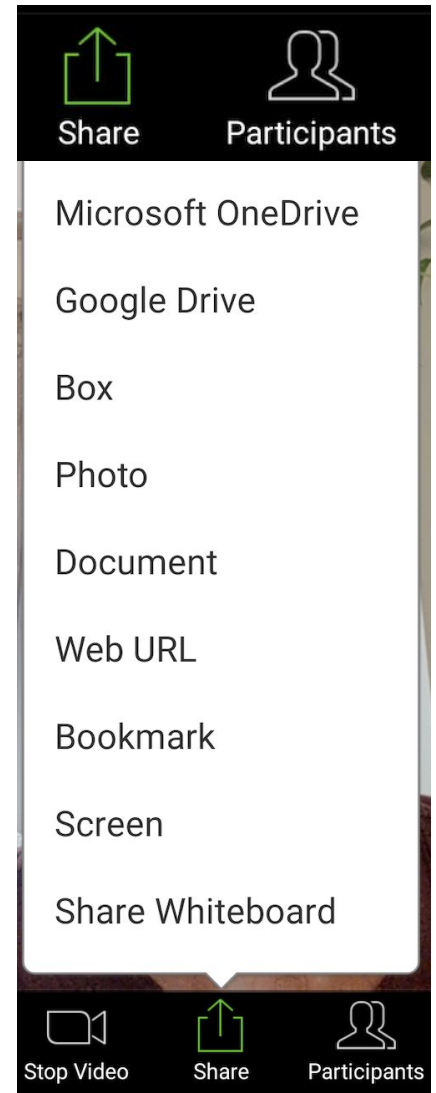 Share Participants
Microsoft OneDrive
Google Drive
Box
Photo
Document
Web URL
Bookmark
Screen
Share Whiteboard
Stop Video Share Participants